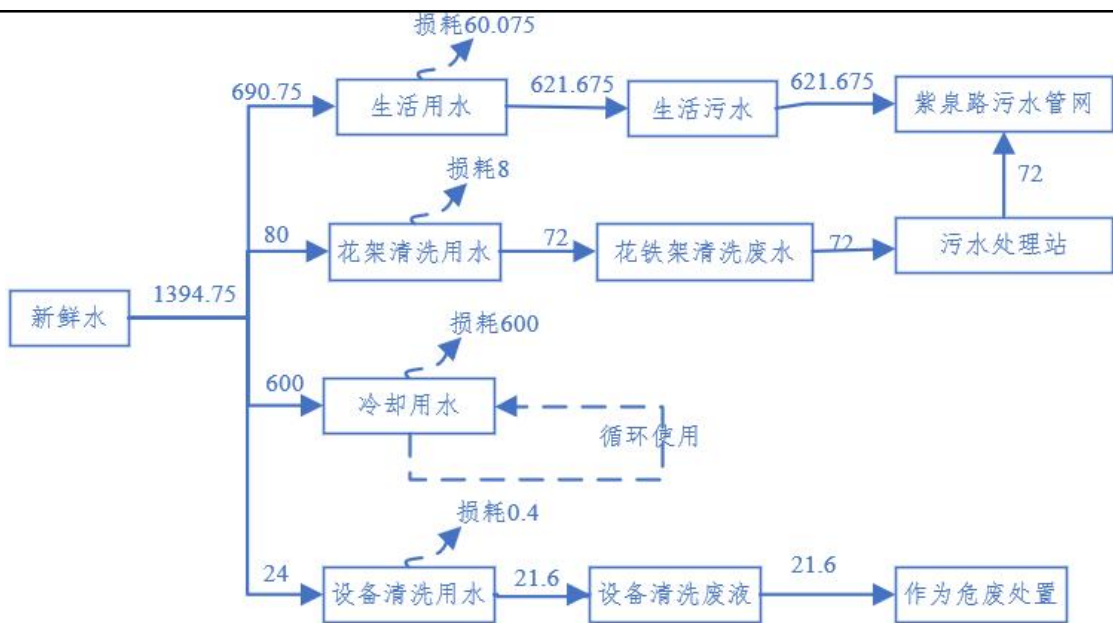 损耗60.075
690.75
生活用水
621.675
生活污水
621.675
紫泉路污水管网
损耗8
72
80
花架清洗用水
72
花铁架清洗废水
72
污水处理站
新鲜水
1394.75
损耗600
600
冷却用水
循环使用
损耗0.4
24
设备清洗用水
21.6
设备清洗废液
21.6
作为危废处置